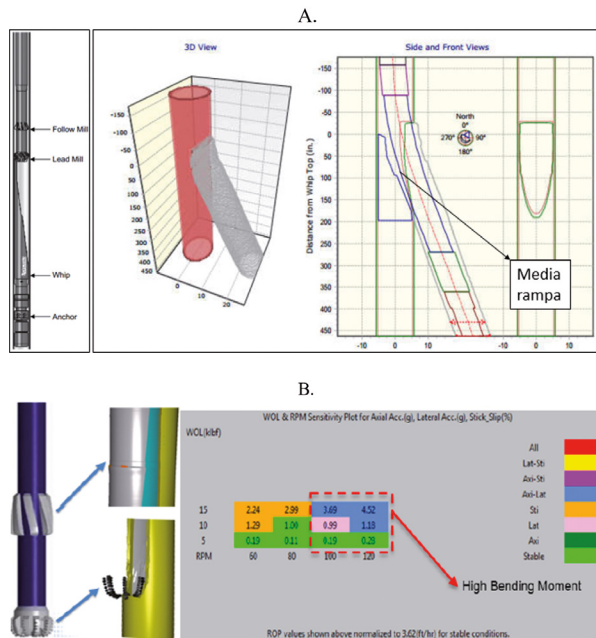 A.
3D View
Side and Front Views
Follow Mill
Lead Mill
Whip
Anchor
-150
-100
-50
0
50
100
150
200
250
300
350
400
450
0
10
20
Distance from Whip Top (in.)
-150
-100
-50
0
50
100
150
200
250
300
350
400
450
North
0°
270°
90°
180°
Media
rampa
-10
0
10
-10
0
10
B.
WOL & RPM Sensitivity Plot for Axial Acc.(g), Lateral Acc.(g), Stick_Slip(%)
WOL(klbf)
15 2.24 2.99 3.69 4.52
10 1.29 1.00 0.99 1.18
5 0.19 0.11 0.19 0.28
RPM 60 80 100 120
All
Lat-Sti
Axi-Sti
Axi-Lat
Sti
Lat
Axi
Stable
High Bending Moment
ROP values shown above normalized to 3.62(ft/hr) for stable conditions.